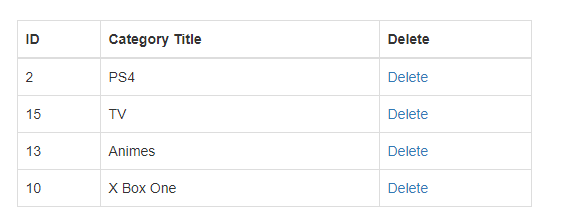 ID Category Title Delete
2 PS4 Delete
15 TV Delete
13 Animes Delete
10 X Box One Delete